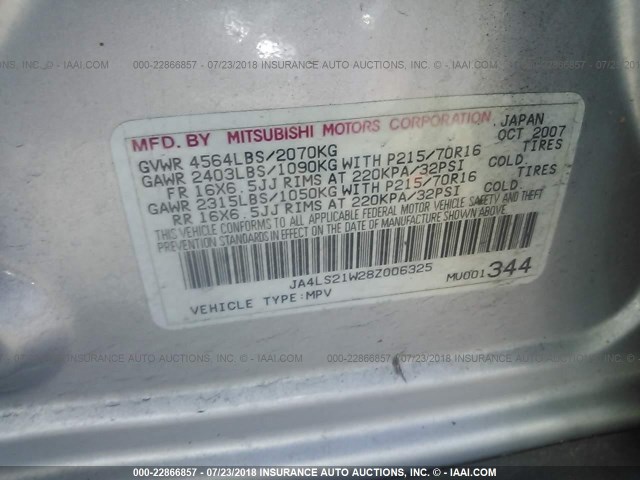 000-22866857 - 07/23/2018 INSURANCE AUTO AUCTIONS, INC. - © IAAI.COM
MFD. BY MITSUBISHI MOTORS CORPORATION, JAPAN
GVWR 4564LBS/2070KG OCT 2007
GAWR 2403LBS/1090KG WITH P215/70R16 TIRES
FR 16X6.5JJ RIMS AT 220KPA/32PSI COLD
GAWR 2315LBS/1050KG WITH P215/70R16 TIRES
RR 16X6.5JJ RIMS AT 220KPA/32PSI COLD
THIS VEHICLE CONFORMS TO ALL APPLICABLE FEDERAL MOTOR VEHICLE SAFETY AND THEFT
PREVENTION STANDARDS IN EFFECT ON THE DATE OF MANUFACTURE SHOWN ABOVE.
JA4LS21W28Z006325
VEHICLE TYPE:MPV MU001344
000-22866857 - 07/23/2018 INSURANCE AUTO AUCTIONS, INC. - © IAAI.COM
000-22866857 - 07/23/2018 INSURANCE AUTO AUCTIONS, INC. - © IAAI.COM